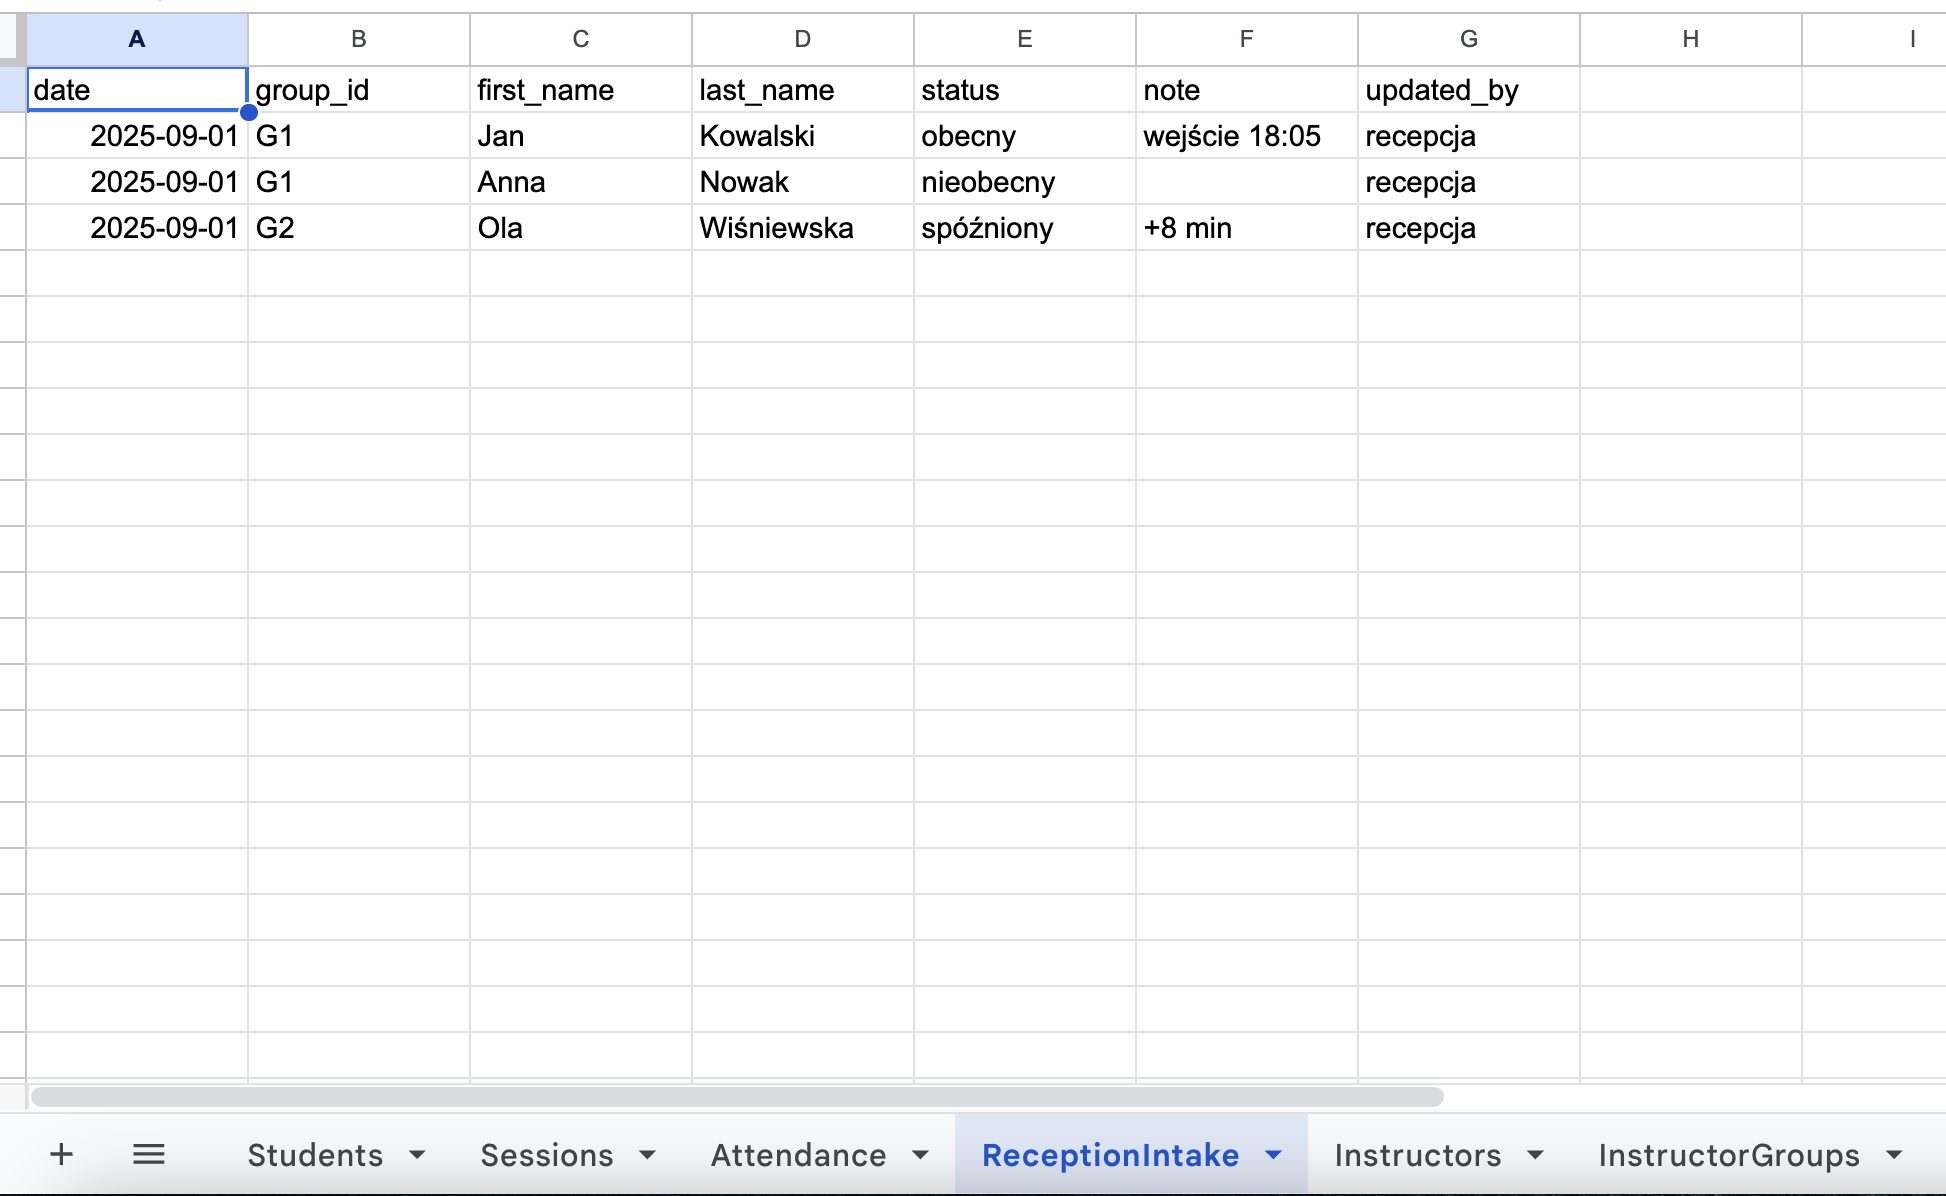 A B C D E F G H I
date group_id first_name last_name status note updated_by
2025-09-01 G1 Jan Kowalski obecny wejście 18:05 recepcja
2025-09-01 G1 Anna Nowak nieobecny recepcja
2025-09-01 G2 Ola Wiśniewska spóźniony +8 min recepcja
+ Students Sessions Attendance ReceptionIntake Instructors InstructorGroups